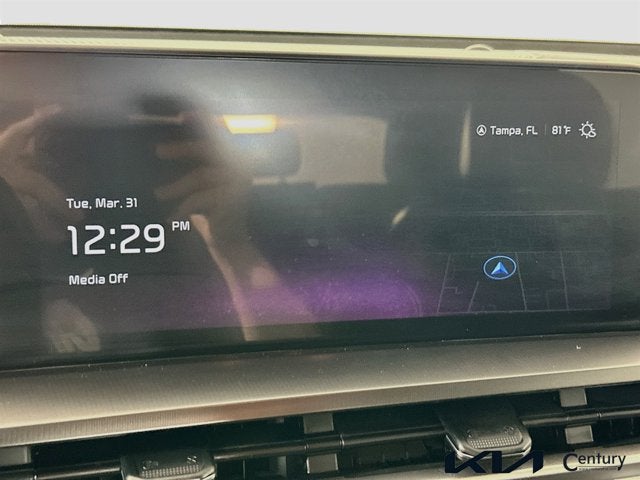 Tampa, FL 81°F
Tue, Mar. 31
12:29 PM
Media Off
KIA Century